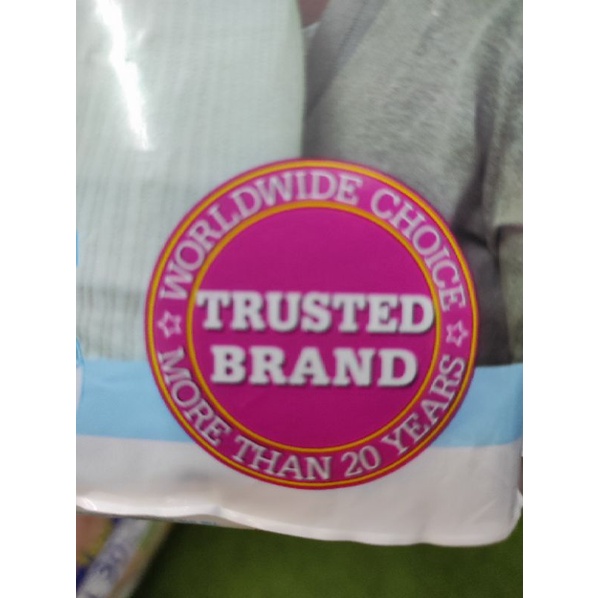 WORLDWIDE CHOICE
TRUSTED
BRAND
MORE THAN 20 YEARS